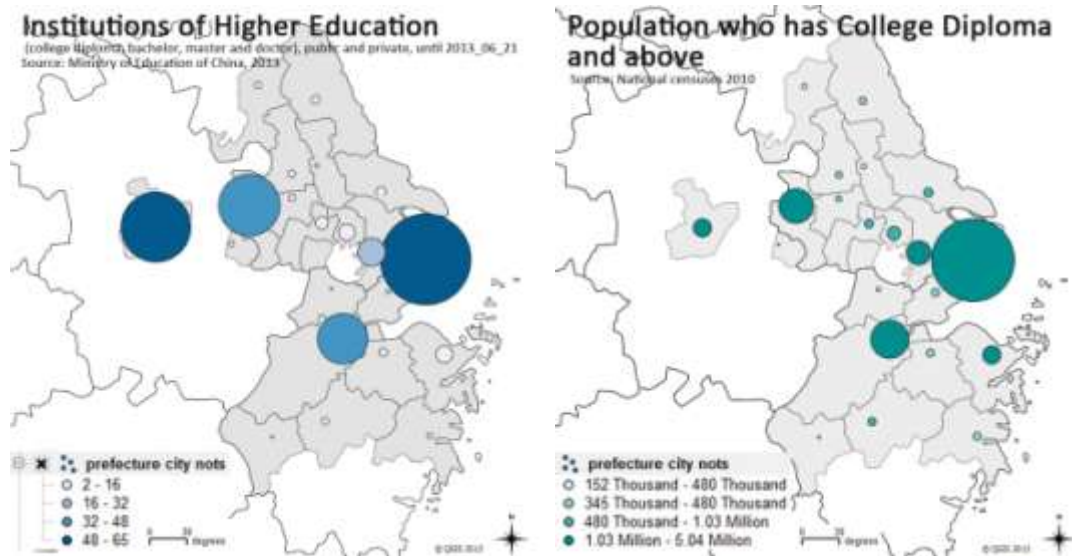 Institutions of Higher Education
(college diploma, bachelor, master and doctor), public and private, until 2013_06_21
Source: Ministry of Education of China, 2013
prefecture city nots
2 - 16
16 - 32
32 - 48
48 - 65
0
degrees
Population who has College Diploma
and above
Source: National censuses 2010
prefecture city nots
152 Thousand - 480 Thousand
345 Thousand - 480 Thousand )
480 Thousand - 1.03 Million
1.03 Million - 5.04 Million
0
degrees